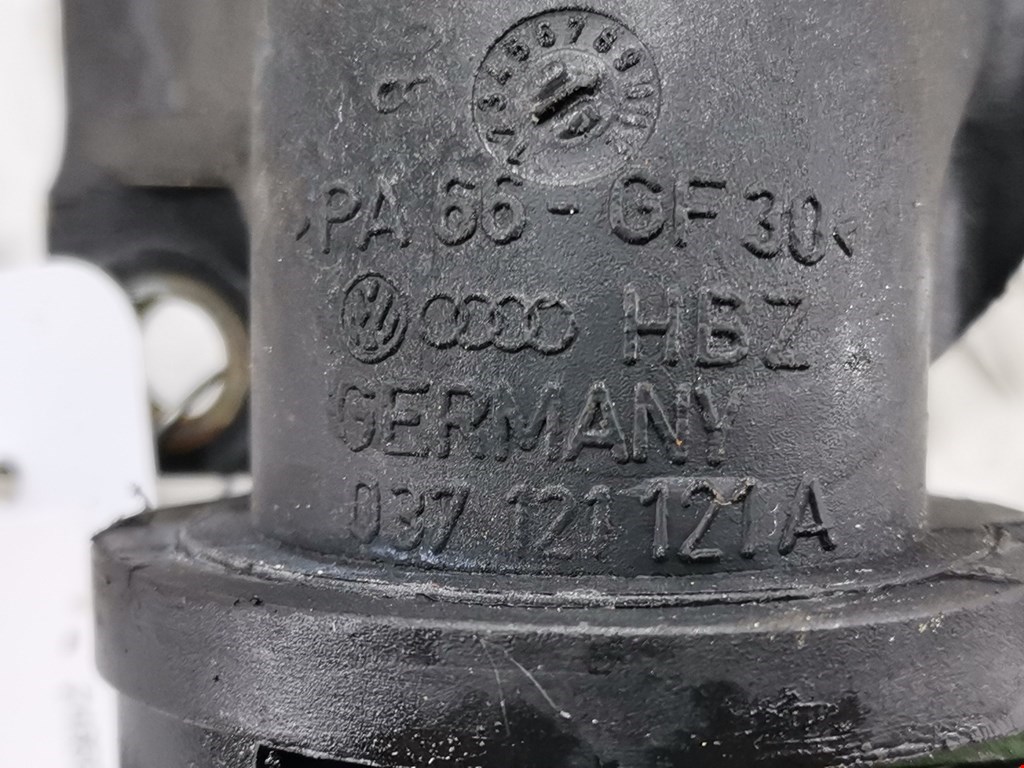 >PA 66-GF30<
HBZ
GERMANY
037 121 121 A